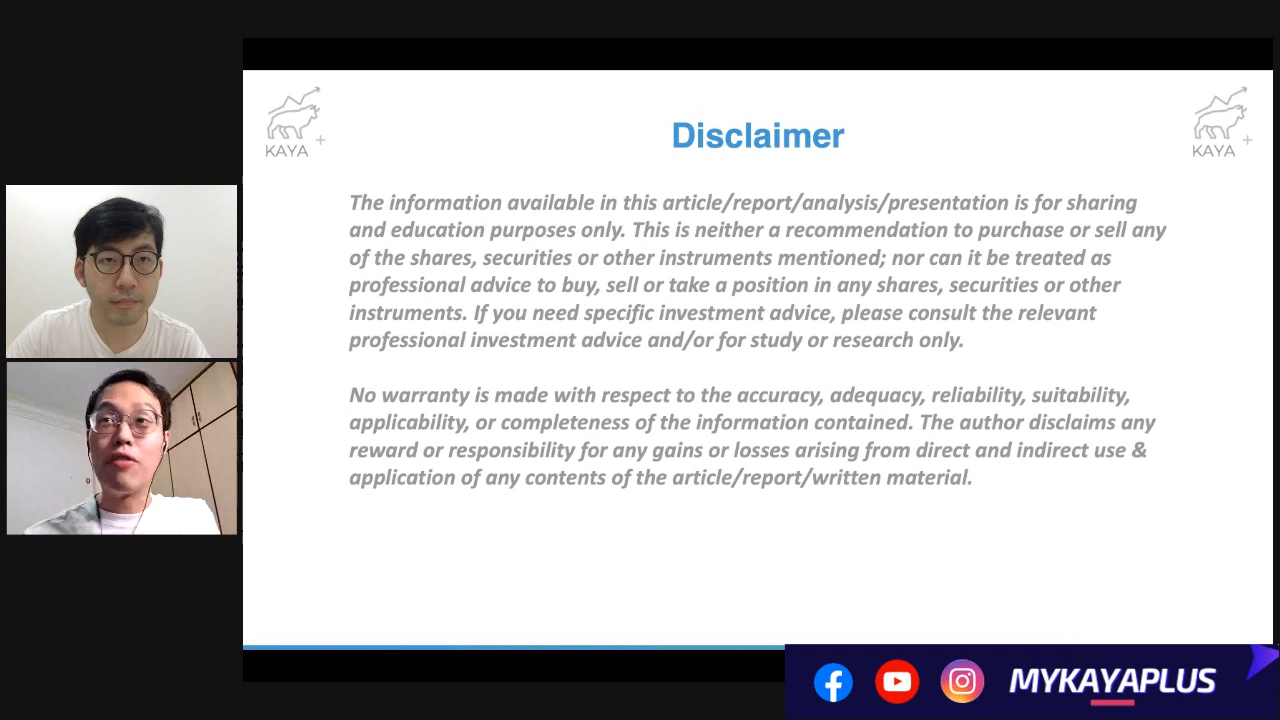 KAYA +
KAYA +
Disclaimer
The information available in this article/report/analysis/presentation is for sharing
and education purposes only. This is neither a recommendation to purchase or sell any
of the shares, securities or other instruments mentioned; nor can it be treated as
professional advice to buy, sell or take a position in any shares, securities or other
instruments. If you need specific investment advice, please consult the relevant
professional investment advice and/or for study or research only.
No warranty is made with respect to the accuracy, adequacy, reliability, suitability,
applicability, or completeness of the information contained. The author disclaims any
reward or responsibility for any gains or losses arising from direct and indirect use &
application of any contents of the article/report/written material.
MYKAYAPLUS